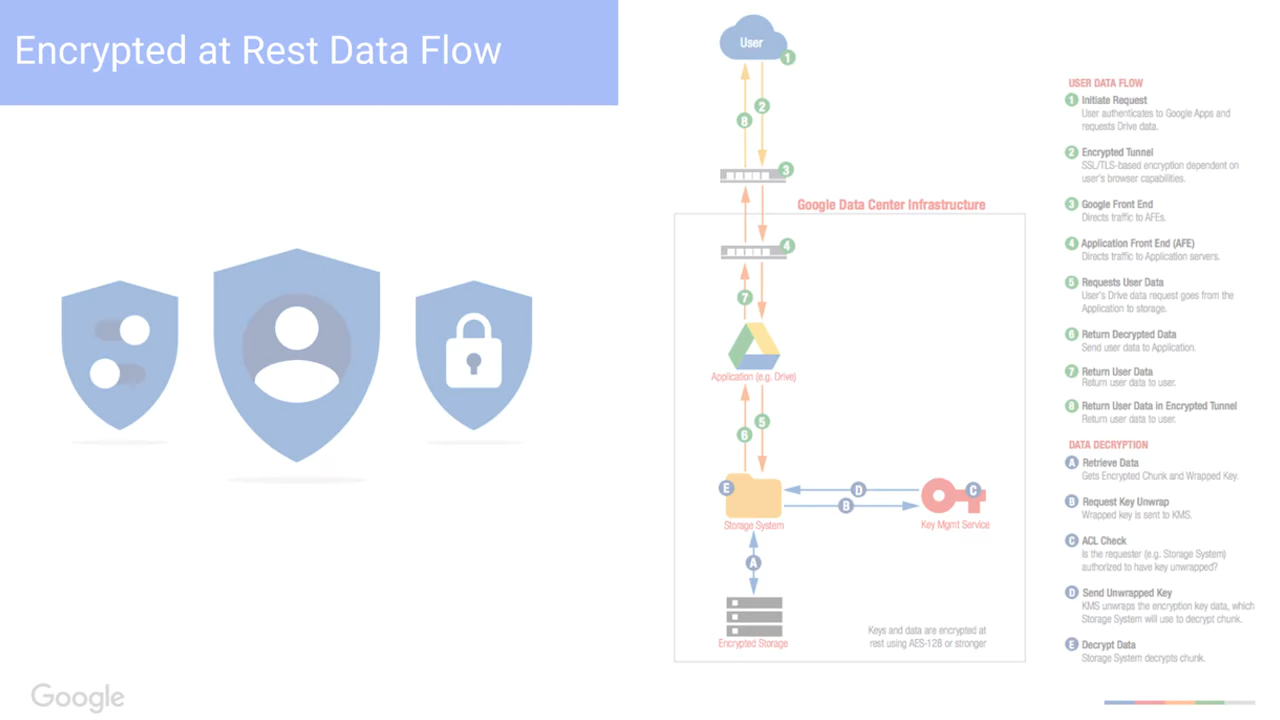 Encrypted at Rest Data Flow
User
1
2
8
3
Google Data Center Infrastructure
4
7
Application (e.g. Drive)
5
6
E
D
C
B
Storage System
Key Mgmt Service
A
Keys and data are encrypted at
rest using AES-128 or stronger
Encrypted Storage
USER DATA FLOW
1 Initiate Request
User authenticates to Google Apps and
requests Drive data.
2 Encrypted Tunnel
SSL/TLS-based encryption dependent on
user's browser capabilities.
3 Google Front End
Directs traffic to AFEs.
4 Application Front End (AFE)
Directs traffic to Application servers.
5 Requests User Data
User's Drive data request goes from the
Application to storage.
6 Return Decrypted Data
Send user data to Application.
7 Return User Data
Return user data to user.
8 Return User Data in Encrypted Tunnel
Return user data to user.
DATA DECRYPTION
A Retrieve Data
Gets Encrypted Chunk and Wrapped Key.
B Request Key Unwrap
Wrapped key is sent to KMS.
C ACL Check
Is the requester (e.g. Storage System)
authorized to have key unwrapped?
D Send Unwrapped Key
KMS unwraps the encryption key data, which
Storage System will use to decrypt chunk.
E Decrypt Data
Storage System decrypts chunk.
Google